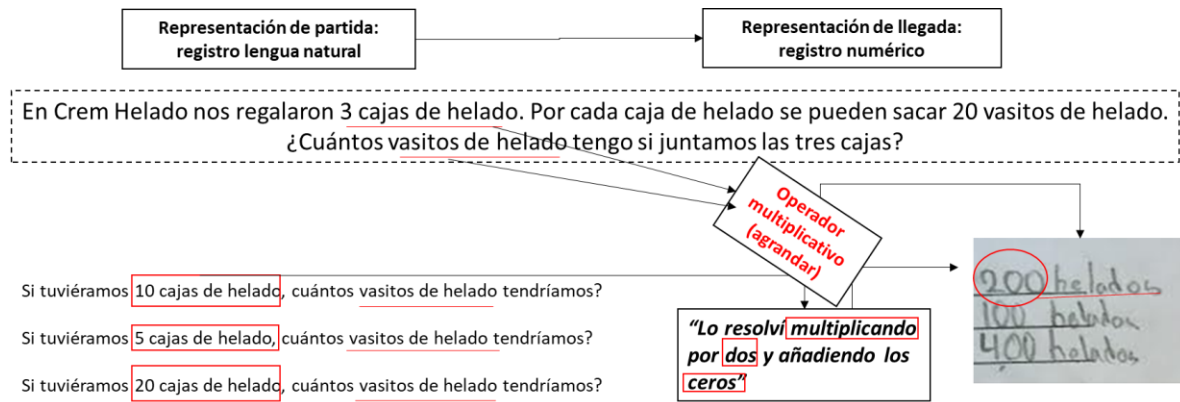 Representación de partida:
registro lengua natural
Representación de llegada:
registro numérico
En Crem Helado nos regalaron 3 cajas de helado. Por cada caja de helado se pueden sacar 20 vasitos de helado.
¿Cuántos vasitos de helado tengo si juntamos las tres cajas?
Operador
multiplicativo
(agrandar)
Si tuviéramos 10 cajas de helado, cuántos vasitos de helado tendríamos?
Si tuviéramos 5 cajas de helado, cuántos vasitos de helado tendríamos?
Si tuviéramos 20 cajas de helado, cuántos vasitos de helado tendríamos?
“Lo resolví multiplicando
por dos y añadiendo los
ceros”
200 helados
100 helados
400 helados